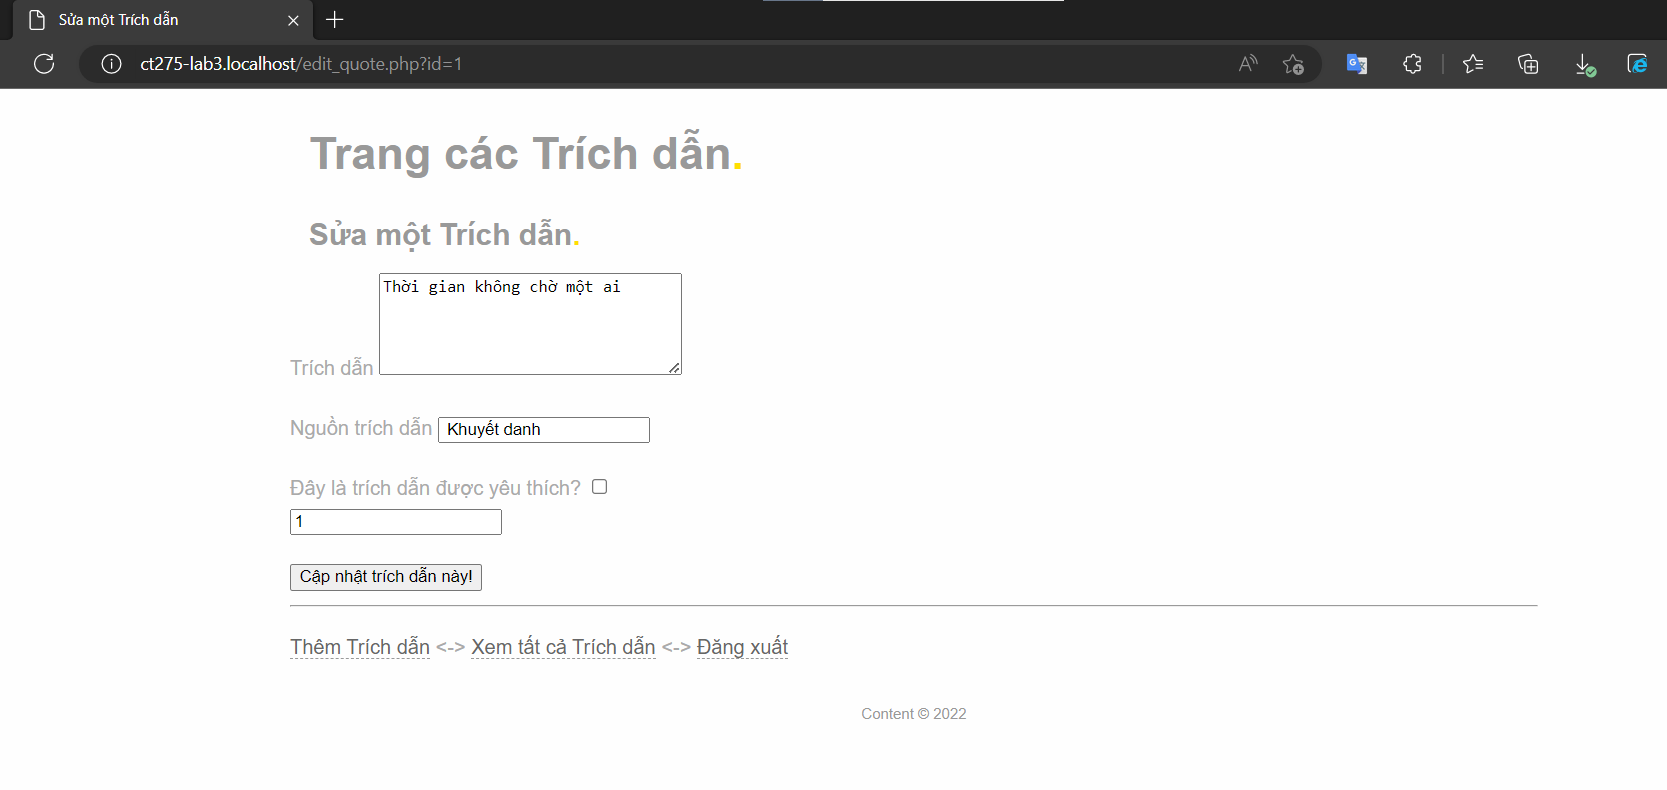 Sửa một Trích dẫn
ct275-lab3.localhost/edit_quote.php?id=1
Trang các Trích dẫn.
Sửa một Trích dẫn.
Thời gian không chờ một ai
Trích dẫn
Nguồn trích dẫn Khuyết danh
Đây là trích dẫn được yêu thích?
1
Cập nhật trích dẫn này!
Thêm Trích dẫn <-> Xem tất cả Trích dẫn <-> Đăng xuất
Content © 2022